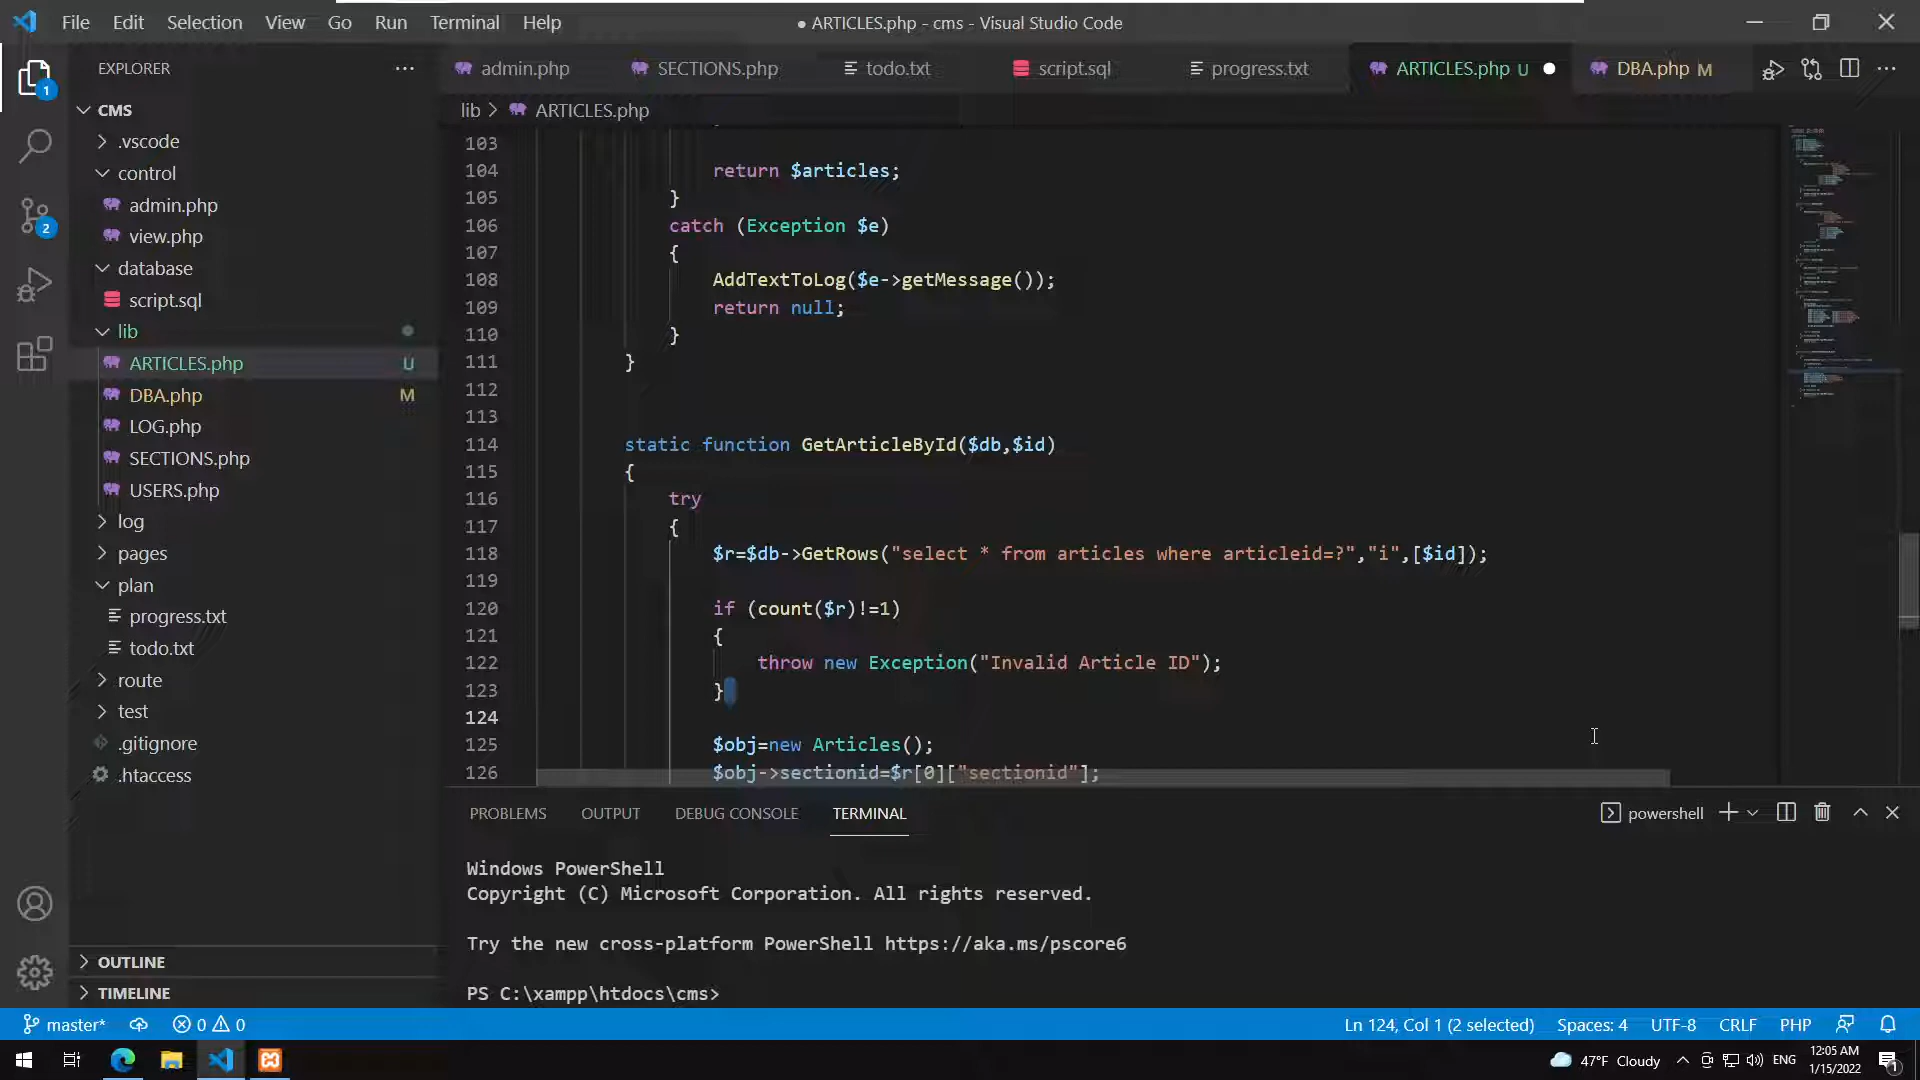 File Edit Selection View Go Run Terminal Help
● ARTICLES.php - cms - Visual Studio Code
EXPLORER
admin.php SECTIONS.php todo.txt script.sql progress.txt ARTICLES.php U DBA.php M
lib > ARTICLES.php
1
2
CMS
.vscode
control
admin.php
view.php
database
script.sql
lib
ARTICLES.php U
DBA.php M
LOG.php
SECTIONS.php
USERS.php
log
pages
plan
progress.txt
todo.txt
route
test
.gitignore
.htaccess
OUTLINE
TIMELINE
103
104 return $articles;
105 }
106 catch (Exception $e)
107 {
108 AddTextToLog($e->getMessage());
109 return null;
110 }
111 }
112
113
114 static function GetArticleById($db,$id)
115 {
116 try
117 {
118 $r=$db->GetRows("select * from articles where articleid=?","i",[$id]);
119
120 if (count($r)!=1)
121 {
122 throw new Exception("Invalid Article ID");
123 }
124
125 $obj=new Articles();
126 $obj->sectionid=$r[0]["sectionid"];
PROBLEMS OUTPUT DEBUG CONSOLE TERMINAL
powershell
Windows PowerShell
Copyright (C) Microsoft Corporation. All rights reserved.
Try the new cross-platform PowerShell https://aka.ms/pscore6
PS C:\xampp\htdocs\cms>
master* 0 0
Ln 124, Col 1 (2 selected) Spaces: 4 UTF-8 CRLF PHP
47°F Cloudy ENG
12:05 AM
1/15/2022
1